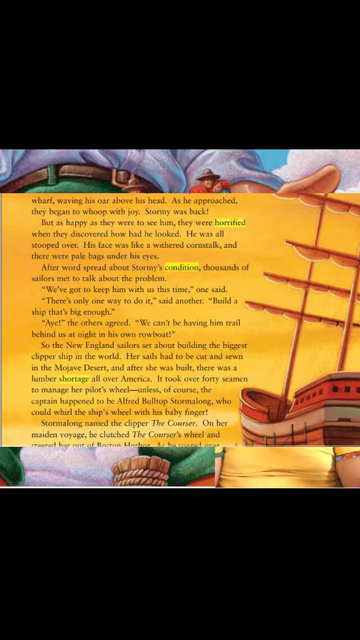 wharf, waving his oar above his head. As he approached,
they began to whoop with joy. Stormy was back!
But as happy as they were to see him, they were horrified
when they discovered how bad he looked. He was all
stooped over. His face was like a withered cornstalk, and
there were pale bags under his eyes.
After word spread about Stormy's condition, thousands of
sailors met to talk about the problem.
"We've got to keep him with us this time," one said.
"There's only one way to do it," said another. "Build a
ship that's big enough."
"Aye!" the others agreed. "We can't be having him trail
behind us at night in his own rowboat!"
So the New England sailors set about building the biggest
clipper ship in the world. Her sails had to be cut and sewn
in the Mojave Desert, and after she was built, there was a
lumber shortage all over America. It took over forty seamen
to manage her pilot's wheel—unless, of course, the
captain happened to be Alfred Bulltop Stormalong, who
could whirl the ship's wheel with his baby finger!
Stormalong named the clipper The Courser. On her
maiden voyage, he clutched The Courser's wheel and
steered her out of Boston Harbor. As he soared over